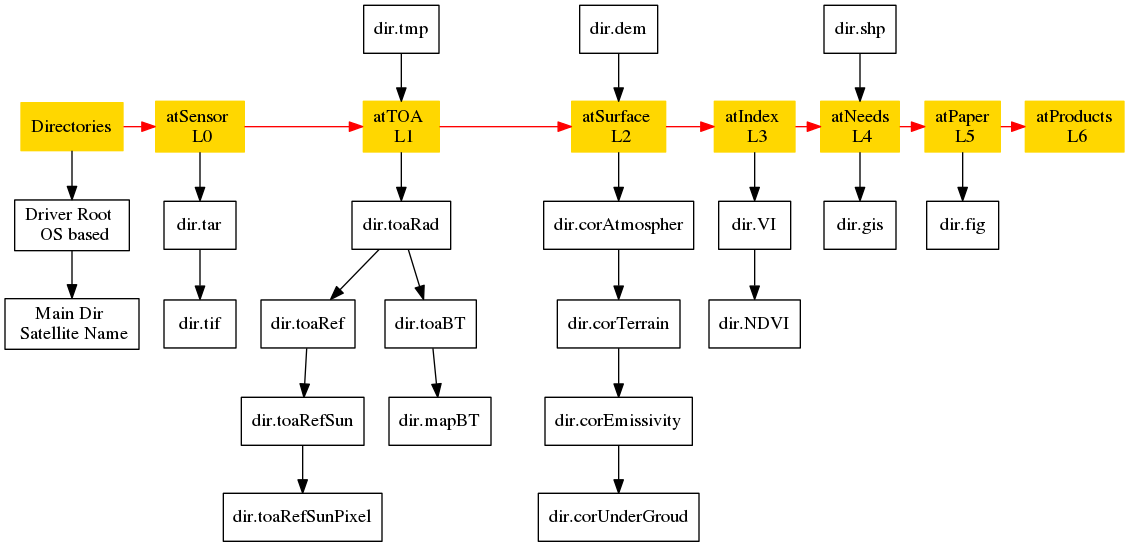 dir.tmp
dir.dem
dir.shp
Directories
atSensor
L0
atTOA
L1
atSurface
L2
atIndex
L3
atNeeds
L4
atPaper
L5
atProducts
L6
Driver Root
OS based
dir.tar
dir.toaRad
dir.corAtmospher
dir.VI
dir.gis
dir.fig
Main Dir
Satellite Name
dir.tif
dir.toaRef
dir.toaBT
dir.corTerrain
dir.NDVI
dir.toaRefSun
dir.mapBT
dir.corEmissivity
dir.toaRefSunPixel
dir.corUnderGroud